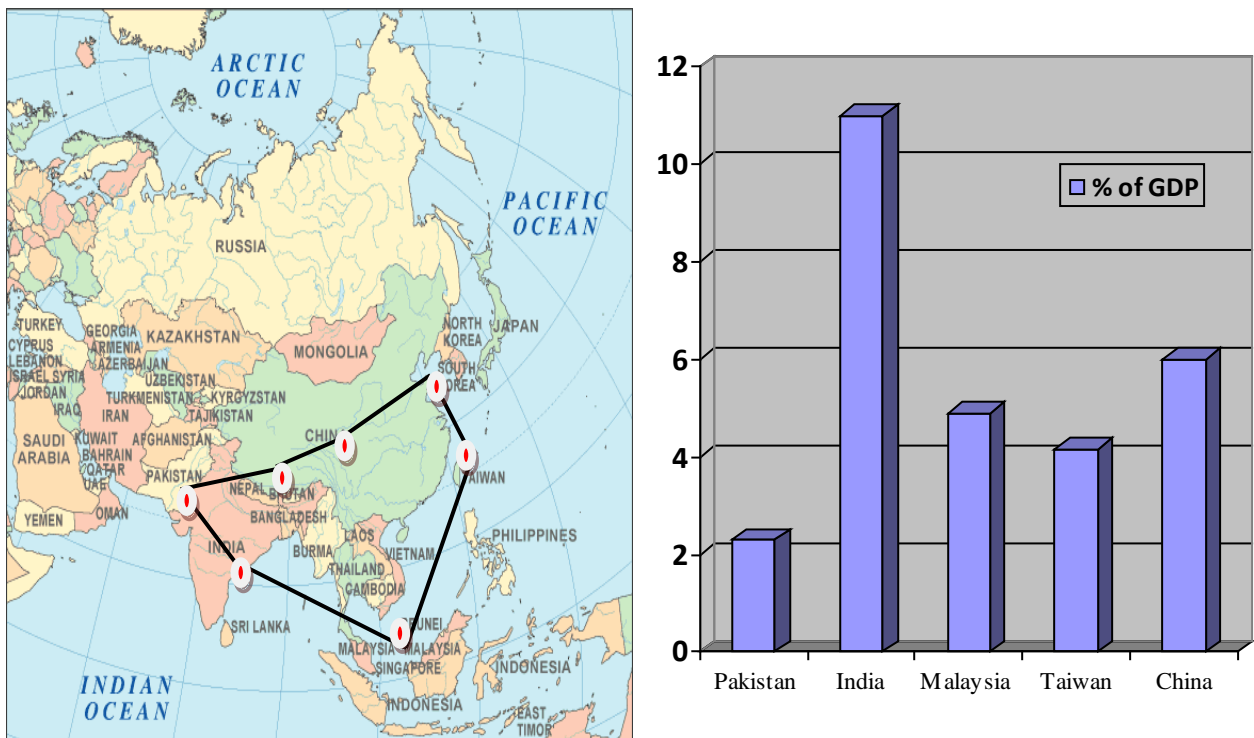 ARCTIC
OCEAN
PACIFIC
OCEAN
RUSSIA
TURKEY
GEORGIA
ARMENIA
AZERBAIJAN
KAZAKHSTAN
MONGOLIA
NORTH
KOREA
JAPAN
CYPRUS
LEBANON
ISRAEL
SYRIA
JORDAN
IRAQ
UZBEKISTAN
TURKMENISTAN
KYRGYZSTAN
TAJIKISTAN
SOUTH
IRAN
SAUDI
ARABIA
KUWAIT
BAHRAIN
QATAR
UAE
AFGHANISTAN
PAKISTAN
NEPAL
BHUTAN
BANGLADESH
YEMEN
OMAN
INDIA
BURMA
LAOS
VIETNAM
THAILAND
CAMBODIA
PHILIPPINES
SRI LANKA
MALAYSIA
MALAYSIA
SINGAPORE
INDONESIA
INDONESIA
INDIAN
OCEAN
EAST
TIMOR
12
10
8
6
4
2
0
% of GDP
Pakistan India Malaysia Taiwan China